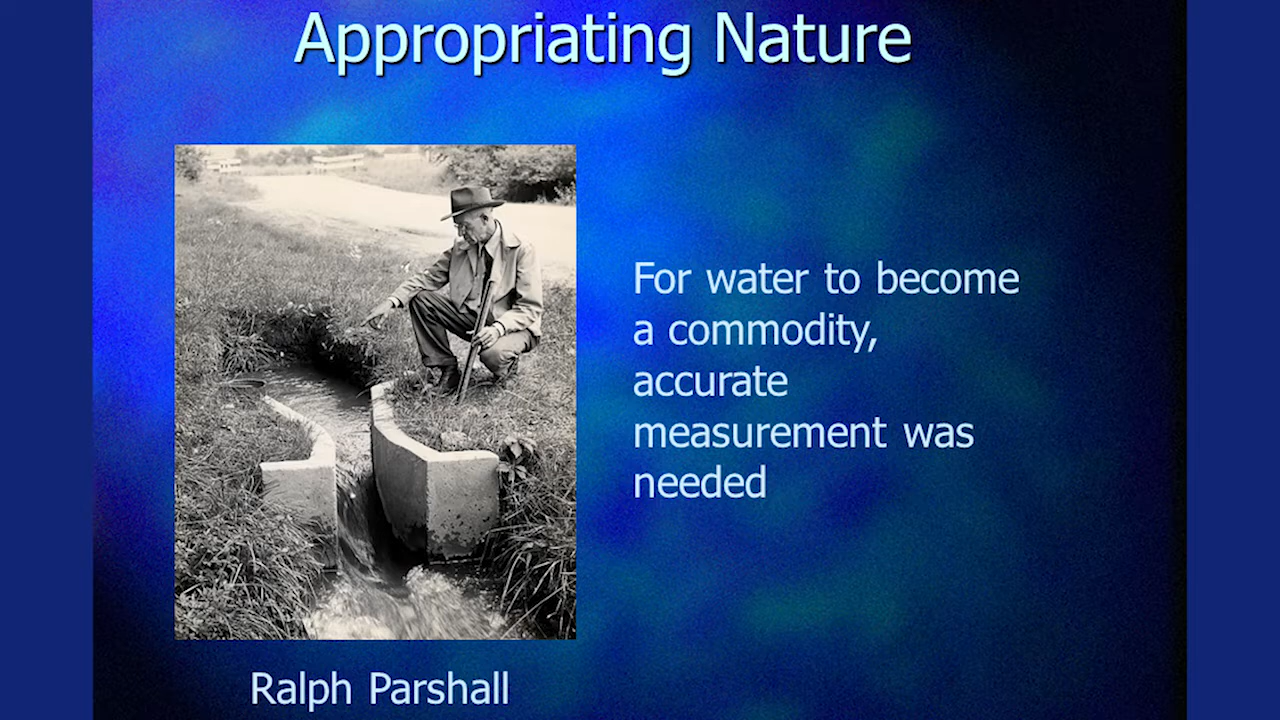 Appropriating Nature
For water to become
a commodity,
accurate
measurement was
needed
Ralph Parshall